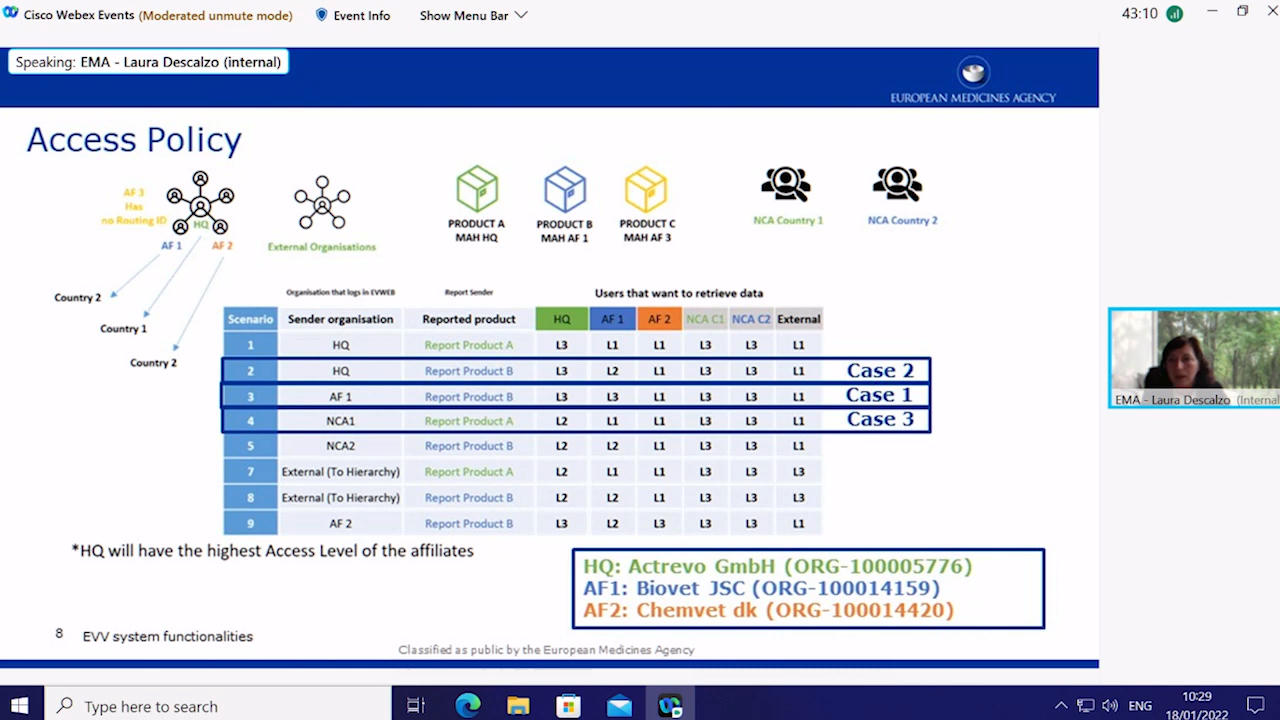 Cisco Webex Events (Moderated unmute mode) Event Info Show Menu Bar 43:10
Speaking: EMA - Laura Descalzo (internal)
EUROPEAN MEDICINES AGENCY
Access Policy
AF 3
Has
no Routing ID
HQ
AF 1 AF 2
External Organisations
PRODUCT A
MAH HQ
PRODUCT B
MAH AF 1
PRODUCT C
MAH AF 3
NCA Country 1
NCA Country 2
Country 2
Country 1
Country 2
Organisation that logs in EVWEB Report Sender Users that want to retrieve data
Scenario Sender organisation Reported product HQ AF 1 AF 2 NCA C1 NCA C2 External
1 HQ Report Product A L3 L1 L1 L3 L3 L1
2 HQ Report Product B L3 L2 L1 L3 L3 L1 Case 2
3 AF 1 Report Product B L3 L3 L1 L3 L3 L1 Case 1
4 NCA1 Report Product A L2 L1 L1 L3 L3 L1 Case 3
5 NCA2 Report Product B L2 L2 L1 L3 L3 L1
7 External (To Hierarchy) Report Product A L2 L1 L1 L3 L3 L3
8 External (To Hierarchy) Report Product B L2 L2 L1 L3 L3 L3
9 AF 2 Report Product B L3 L2 L3 L3 L3 L1
*HQ will have the highest Access Level of the affiliates
HQ: Actrevo GmbH (ORG-100005776)
AF1: Biovet JSC (ORG-100014159)
AF2: Chemvet dk (ORG-100014420)
8 EVV system functionalities
Classified as public by the European Medicines Agency
EMA - Laura Descalzo (Internal
Type here to search
ENG
10:29
18/01/2022